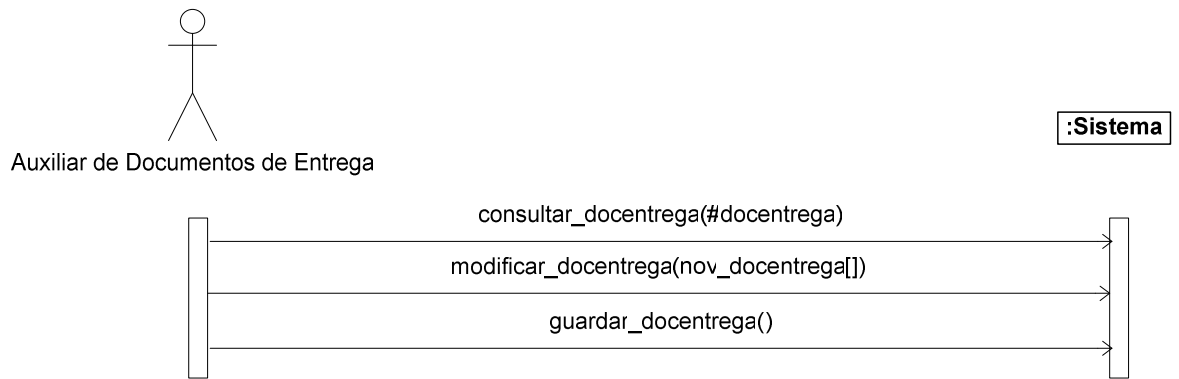 :Sistema
Auxiliar de Documentos de Entrega
consultar_docentrega(#docentrega)
modificar_docentrega(nov_docentrega[])
guardar_docentrega()